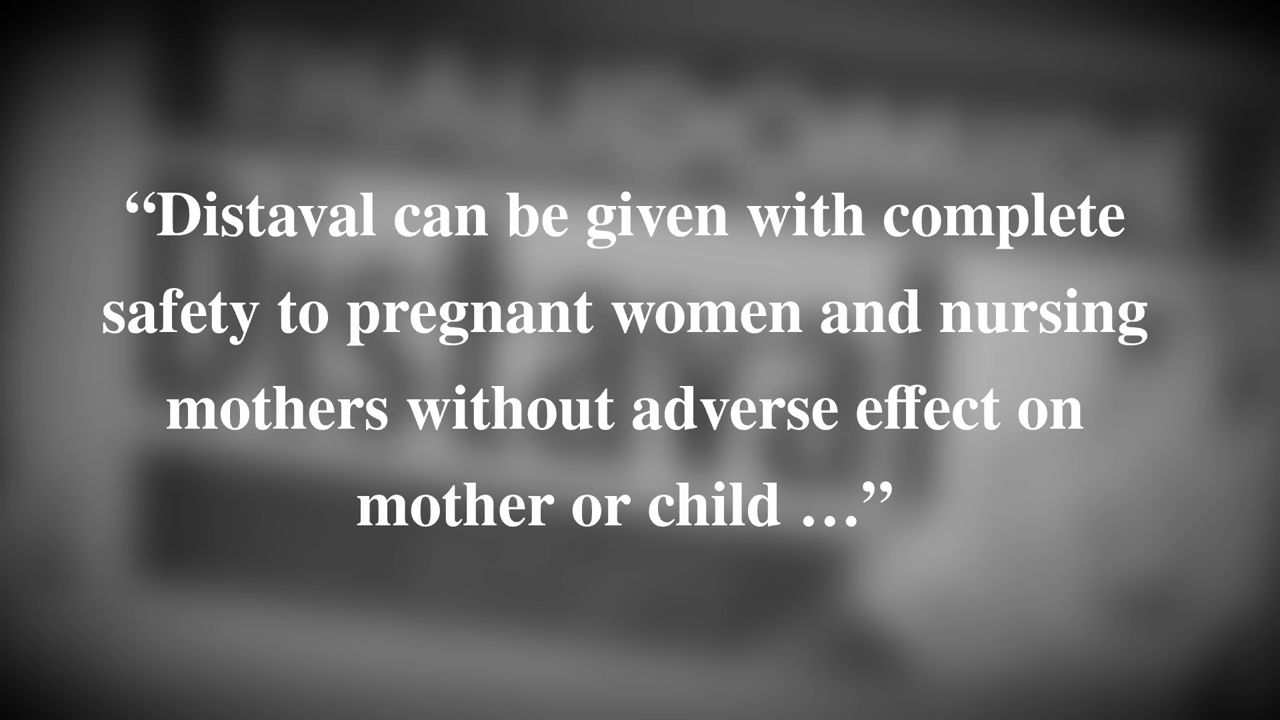 “Distaval can be given with complete
safety to pregnant women and nursing
mothers without adverse effect on
mother or child …”